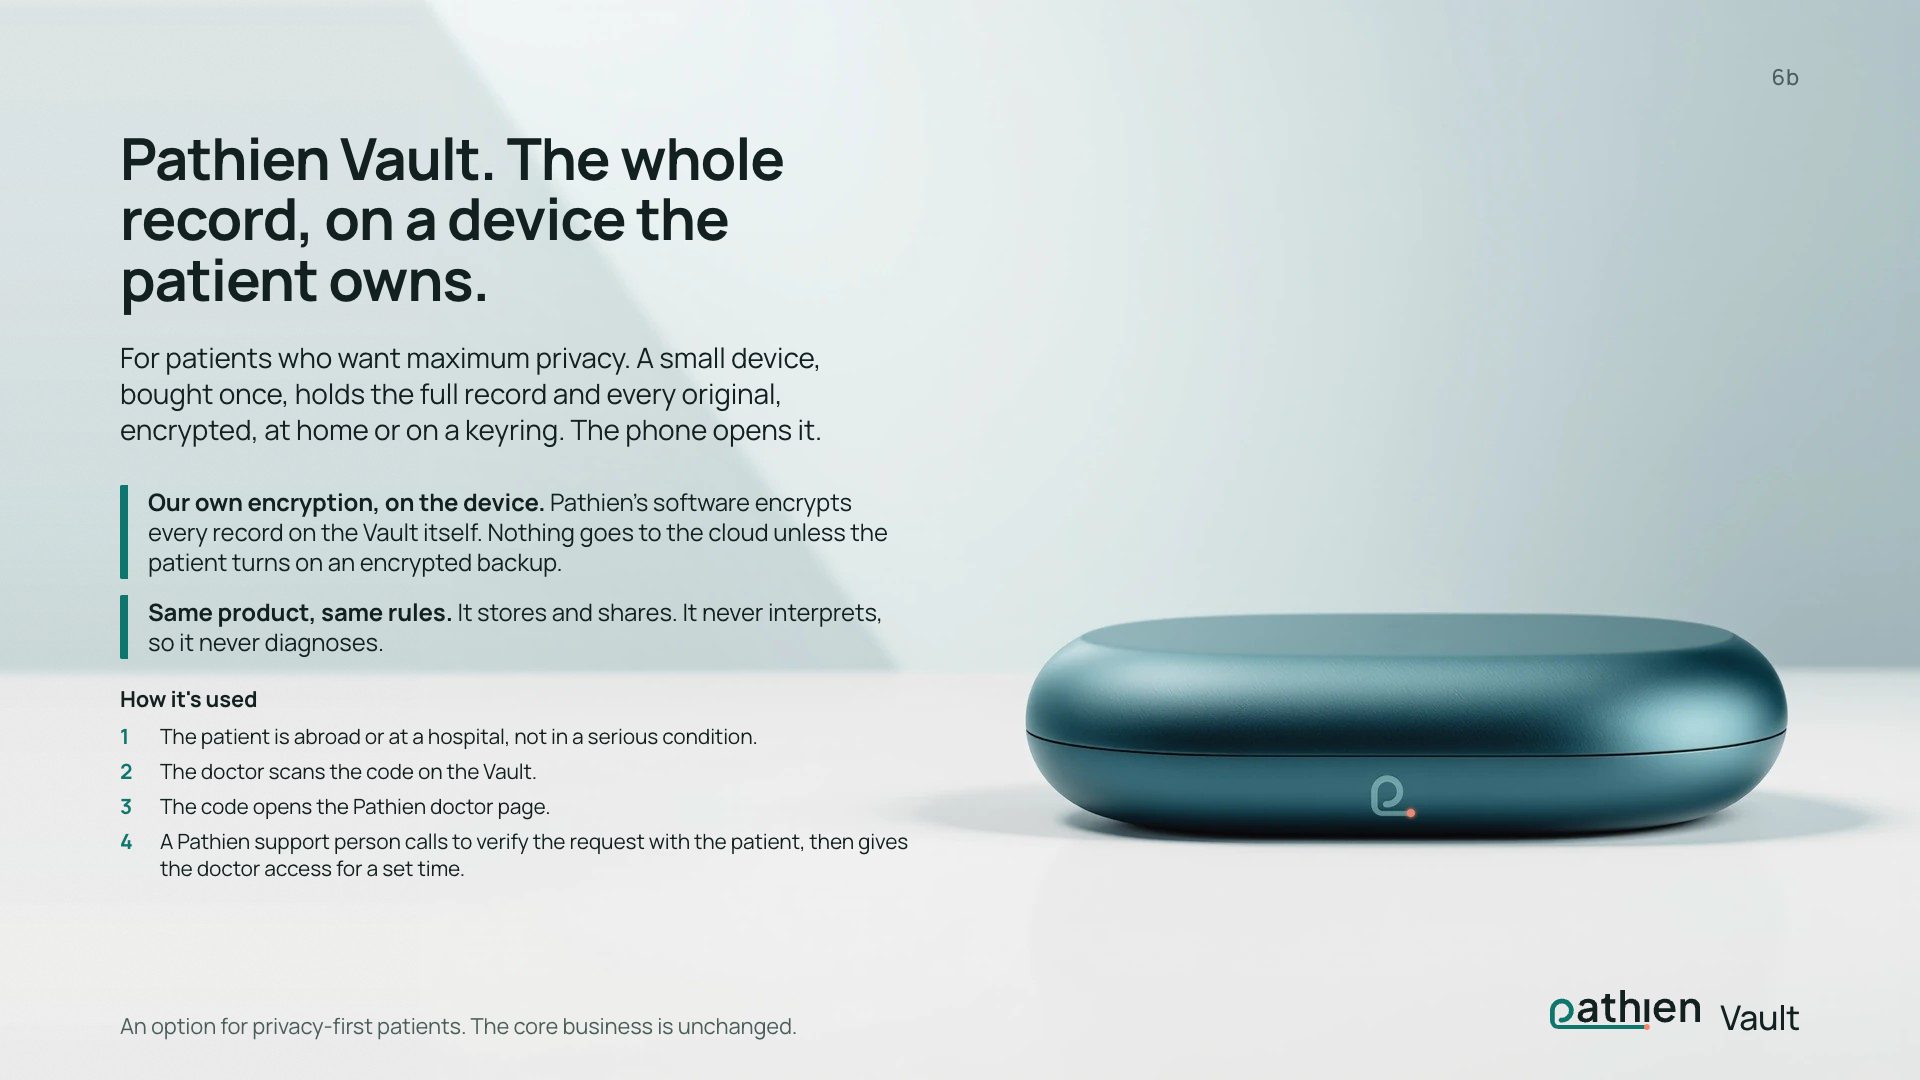 6b
Pathien Vault. The whole
record, on a device the
patient owns.
For patients who want maximum privacy. A small device,
bought once, holds the full record and every original,
encrypted, at home or on a keyring. The phone opens it.
Our own encryption, on the device. Pathien’s software encrypts
every record on the Vault itself. Nothing goes to the cloud unless the
patient turns on an encrypted backup.
Same product, same rules. It stores and shares. It never interprets,
so it never diagnoses.
How it's used
1 The patient is abroad or at a hospital, not in a serious condition.
2 The doctor scans the code on the Vault.
3 The code opens the Pathien doctor page.
4 A Pathien support person calls to verify the request with the patient, then gives
the doctor access for a set time.
An option for privacy-first patients. The core business is unchanged.
pathien Vault